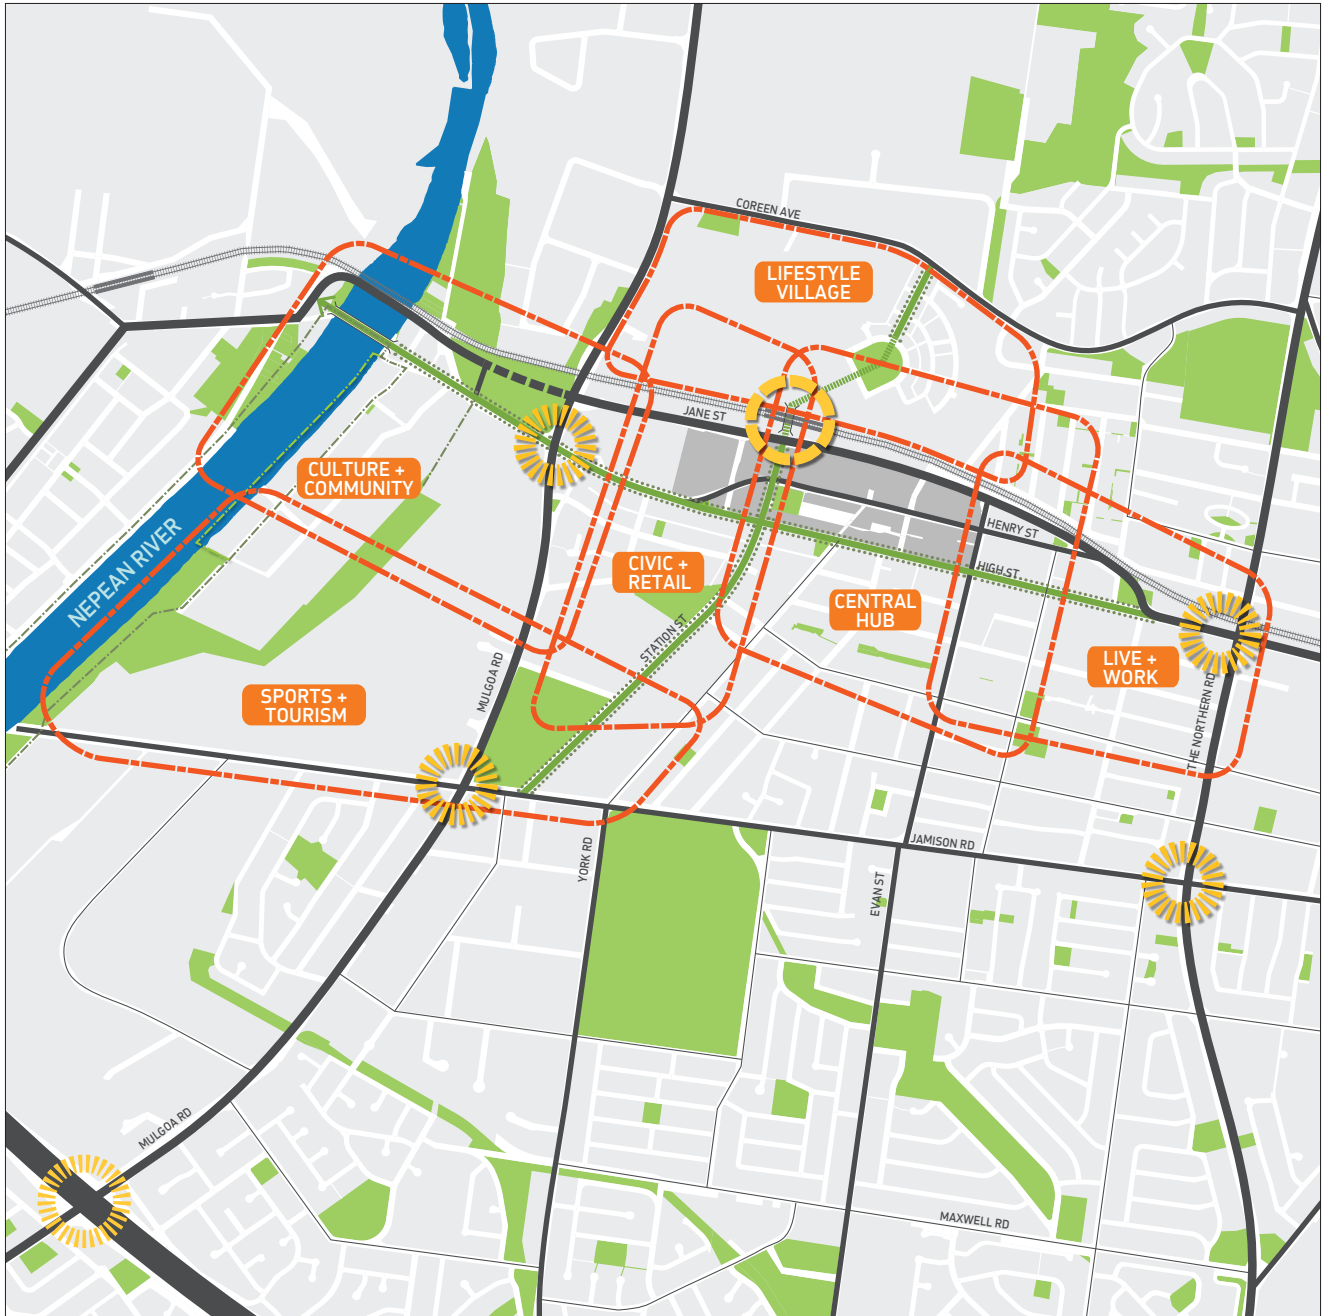 COREEN AVE
LIFESTYLE
VILLAGE
JANE ST
CULTURE +
COMMUNITY
NEPEAN RIVER
HENRY ST
CIVIC +
RETAIL
HIGH ST
CENTRAL
HUB
STATION ST
LIVE +
WORK
MULGOA RD
SPORTS +
TOURISM
THE NORTHERN RD
JAMISON RD
YORK RD
EVAN ST
MULGOA RD
MAXWELL RD